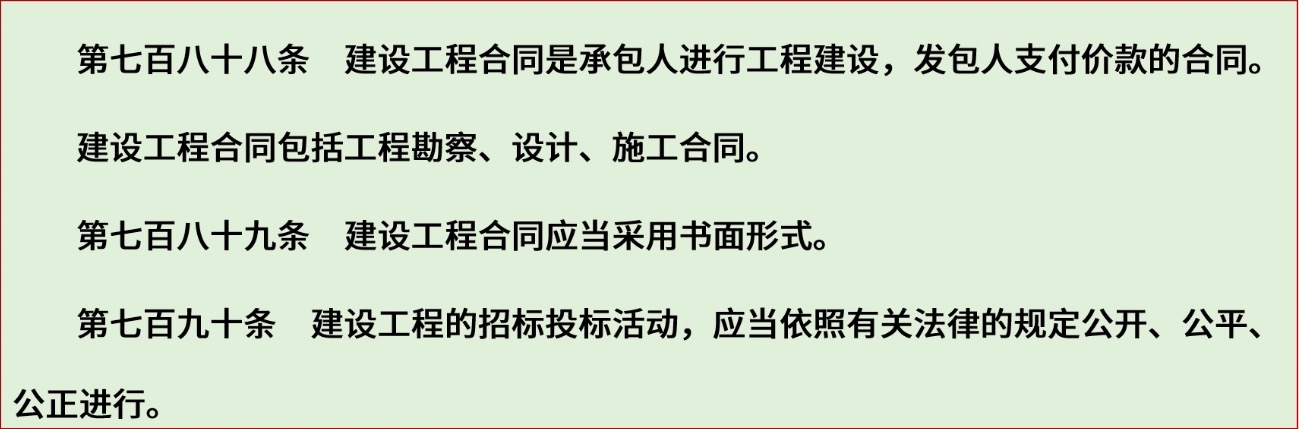 第七百八十八条　建设工程合同是承包人进行工程建设，发包人支付价款的合同。
建设工程合同包括工程勘察、设计、施工合同。
第七百八十九条　建设工程合同应当采用书面形式。
第七百九十条　建设工程的招标投标活动，应当依照有关法律的规定公开、公平、
公正进行。